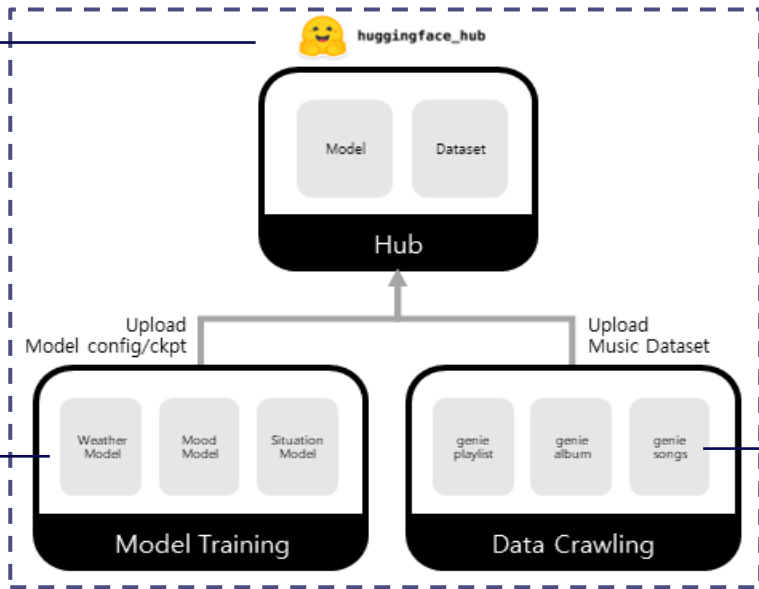 huggingface_hub
Model
Dataset
Hub
Upload
Model config/ckpt
Upload
Music Dataset
Weather
Model
Mood
Model
Situation
Model
genie
playlist
genie
album
genie
songs
Model Training
Data Crawling